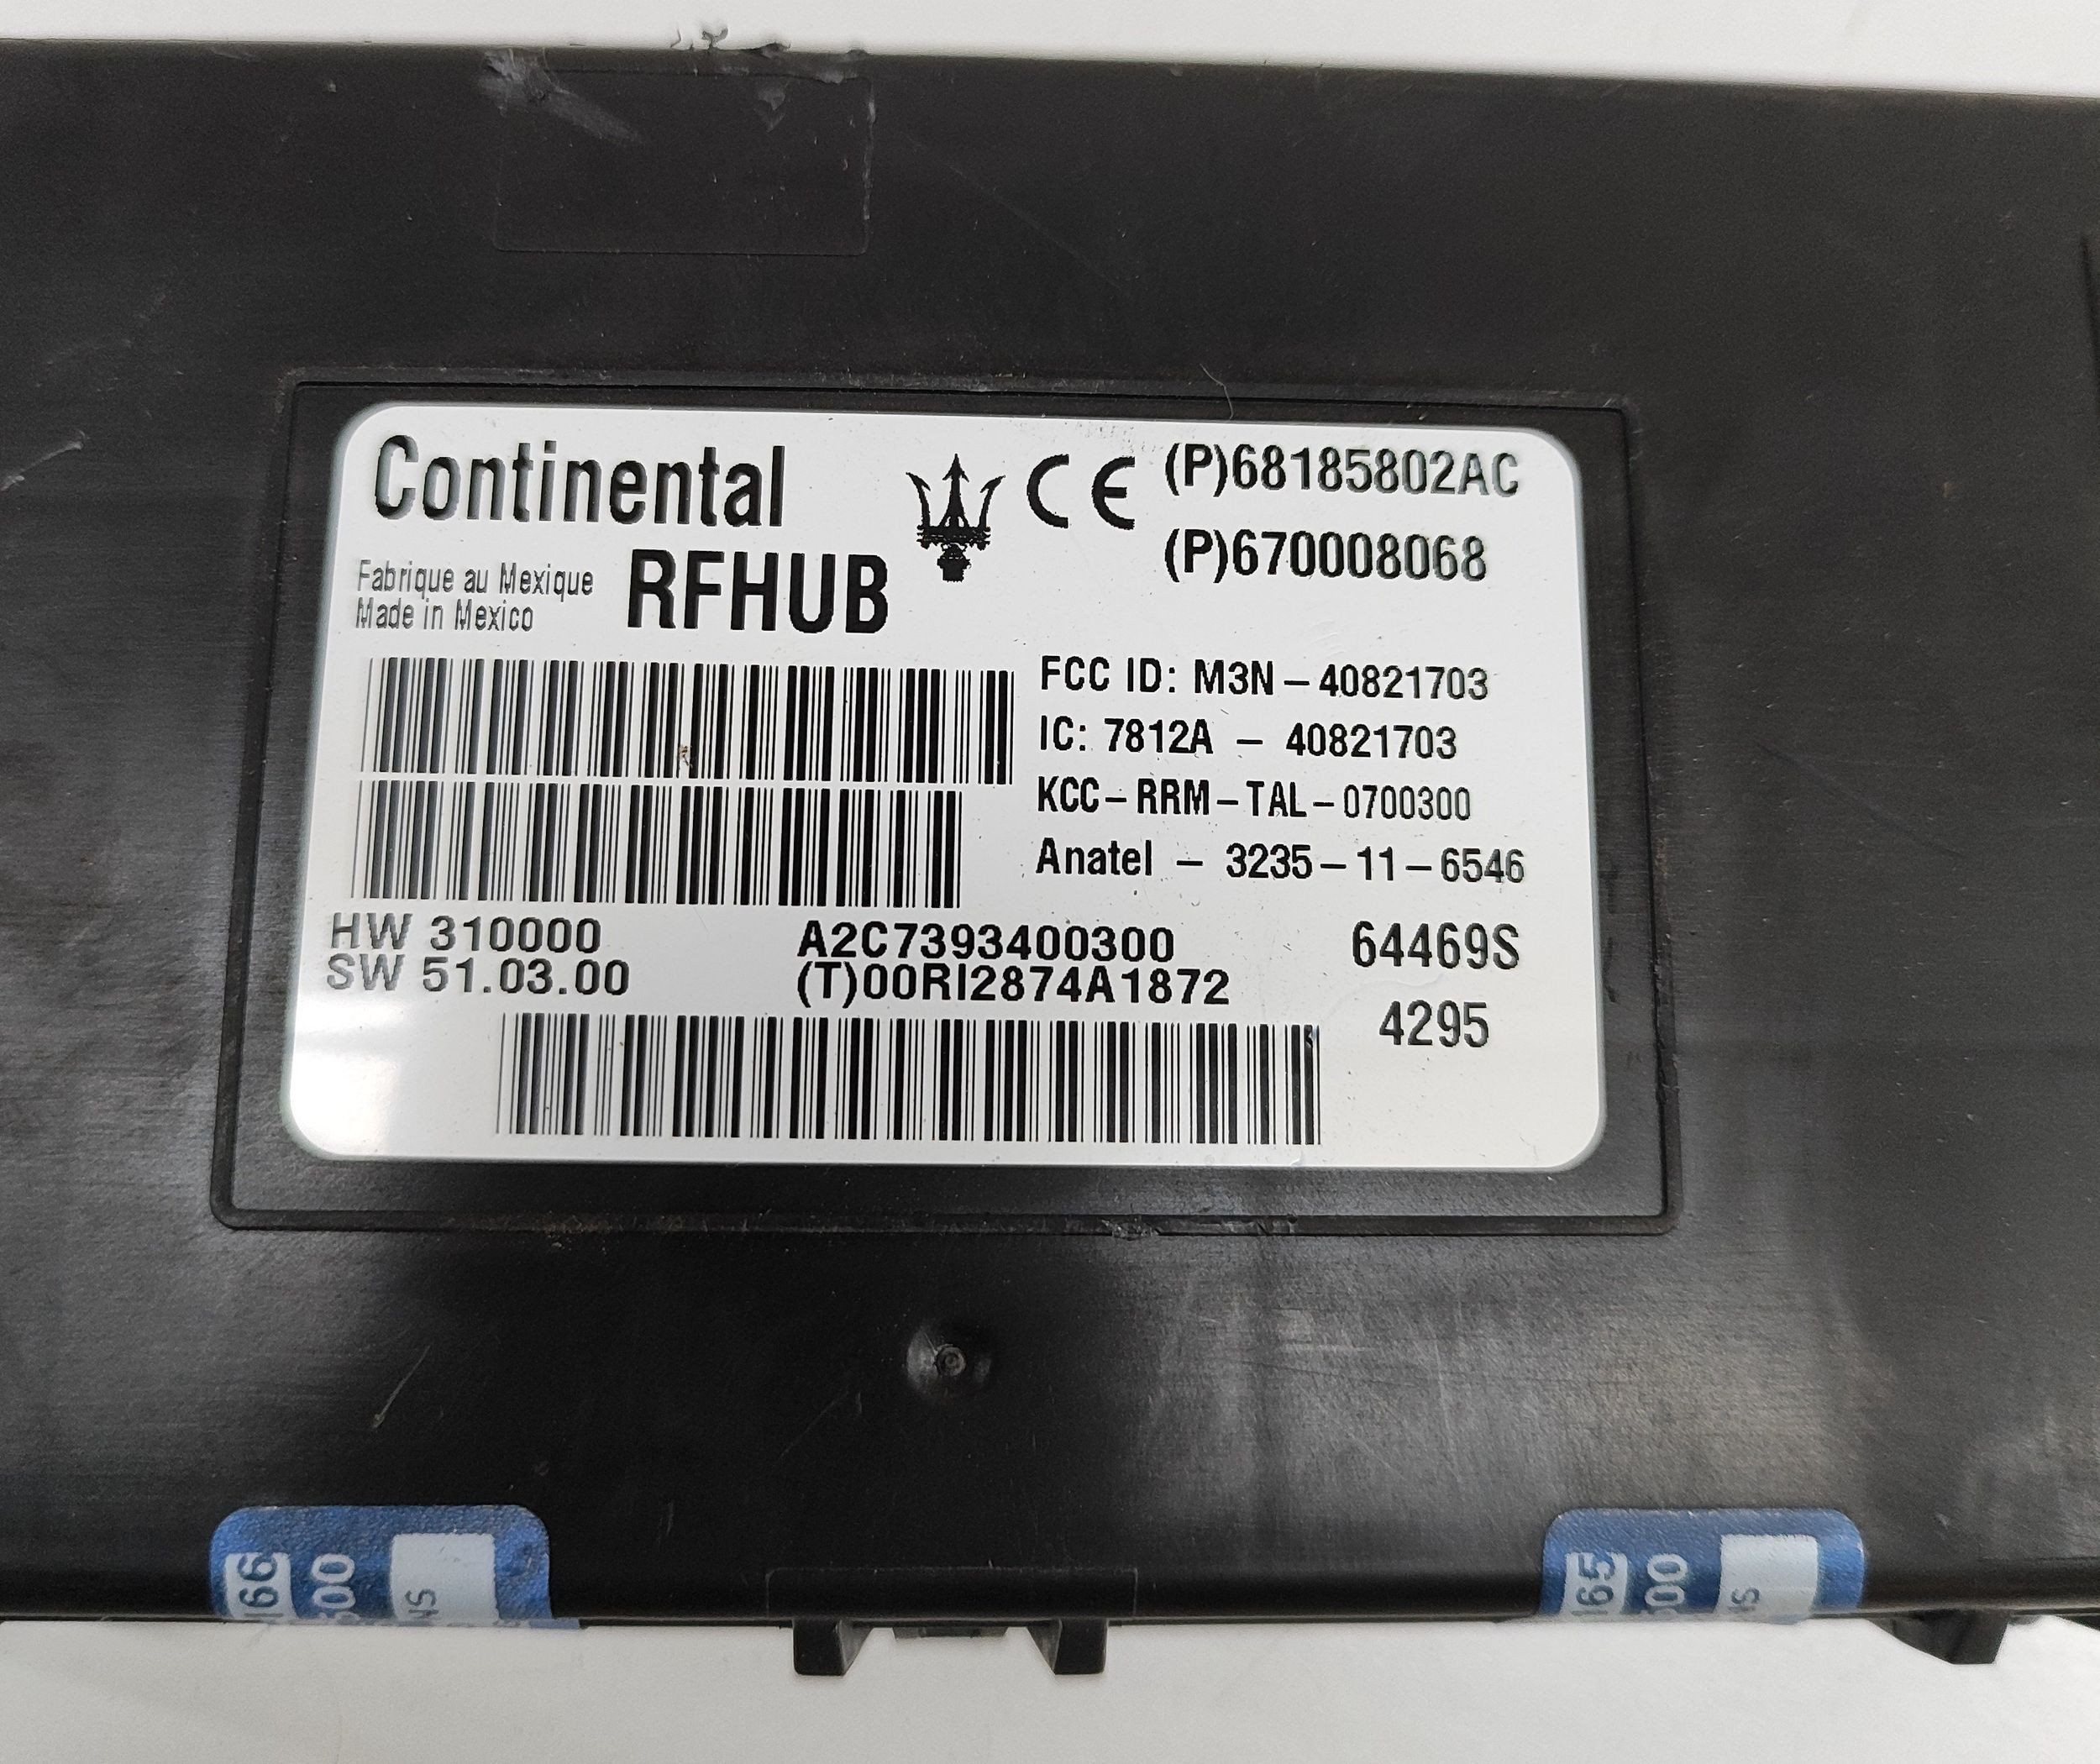 Continental
CE
(P)68185802AC
(P)670008068
Fabrique au Mexique
Made in Mexico
RFHUB
FCC ID: M3N-40821703
IC: 7812A - 40821703
KCC-RRM-TAL-0700300
Anatel - 3235-11-6546
HW 310000
SW 51.03.00
A2C7393400300
(T)00RI2874A1872
64469S
4295